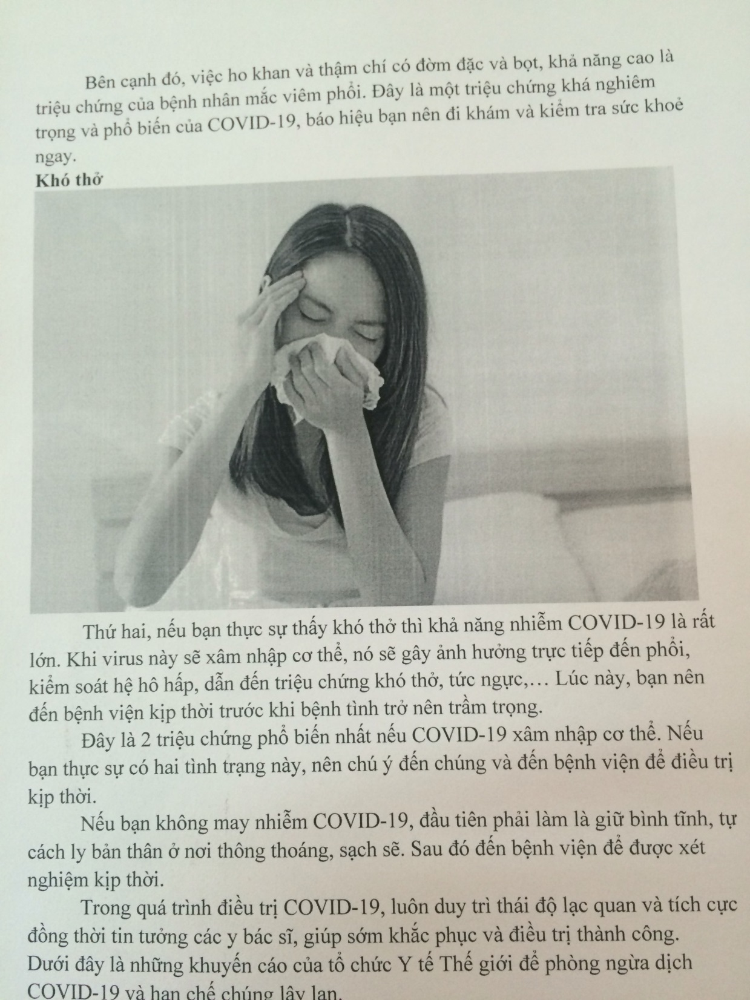 Bên cạnh đó, việc ho khan và thậm chí có đờm đặc và bọt, khả năng cao là
triệu chứng của bệnh nhân mắc viêm phổi. Đây là một triệu chứng khá nghiêm
trọng và phổ biến của COVID-19, báo hiệu bạn nên đi khám và kiểm tra sức khoẻ
ngay.
Khó thở
Thứ hai, nếu bạn thực sự thấy khó thở thì khả năng nhiễm COVID-19 là rất
lớn. Khi virus này sẽ xâm nhập cơ thể, nó sẽ gây ảnh hưởng trực tiếp đến phổi,
kiểm soát hệ hô hấp, dẫn đến triệu chứng khó thở, tức ngực,... Lúc này, bạn nên
đến bệnh viện kịp thời trước khi bệnh tình trở nên trầm trọng.
Đây là 2 triệu chứng phổ biến nhất nếu COVID-19 xâm nhập cơ thể. Nếu
bạn thực sự có hai tình trạng này, nên chú ý đến chúng và đến bệnh viện để điều trị
kịp thời.
Nếu bạn không may nhiễm COVID-19, đầu tiên phải làm là giữ bình tĩnh, tự
cách ly bản thân ở nơi thông thoáng, sạch sẽ. Sau đó đến bệnh viện để được xét
nghiệm kịp thời.
Trong quá trình điều trị COVID-19, luôn duy trì thái độ lạc quan và tích cực
đồng thời tin tưởng các y bác sĩ, giúp sớm khắc phục và điều trị thành công.
Dưới đây là những khuyến cáo của tổ chức Y tế Thế giới để phòng ngừa dịch
COVID-19 và hạn chế chúng lây lan.